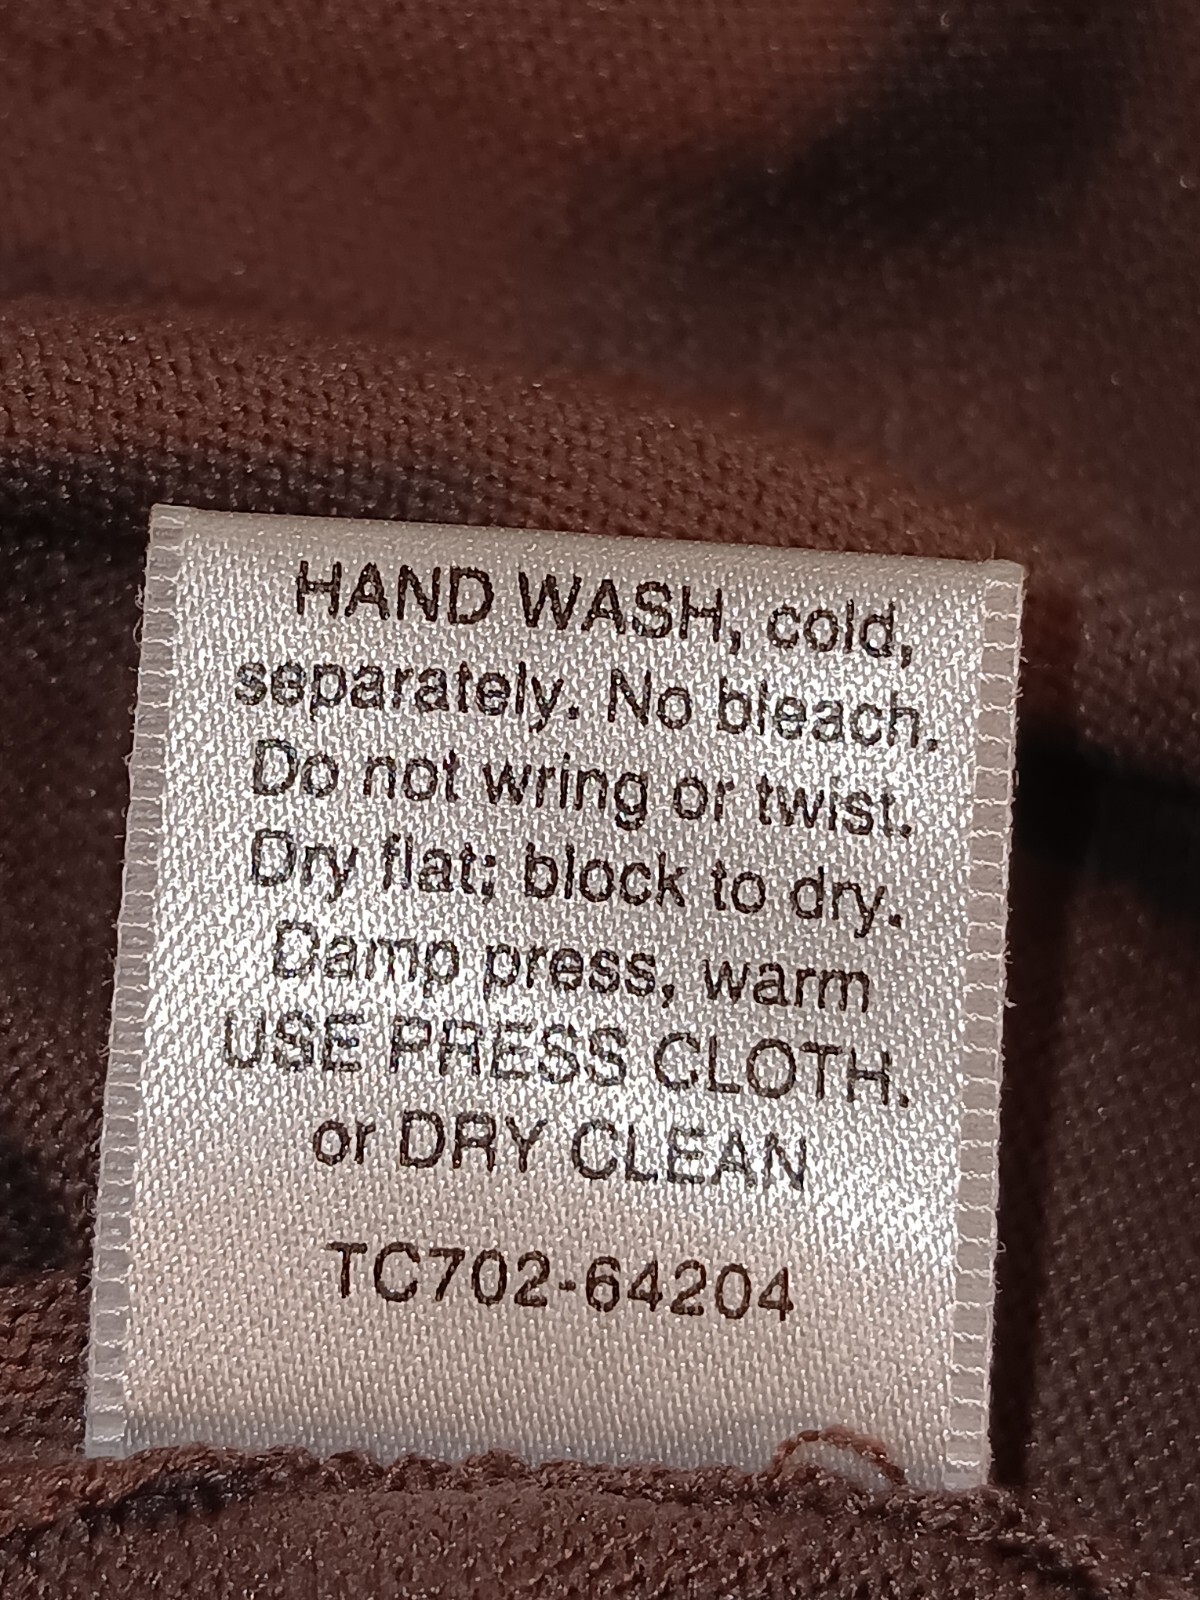 HAND WASH, cold,
separately. No bleach.
Do not wring or twist.
Dry flat; block to dry.
Damp press, warm
USE PRESS CLOTH.
or DRY CLEAN
TC702-64204